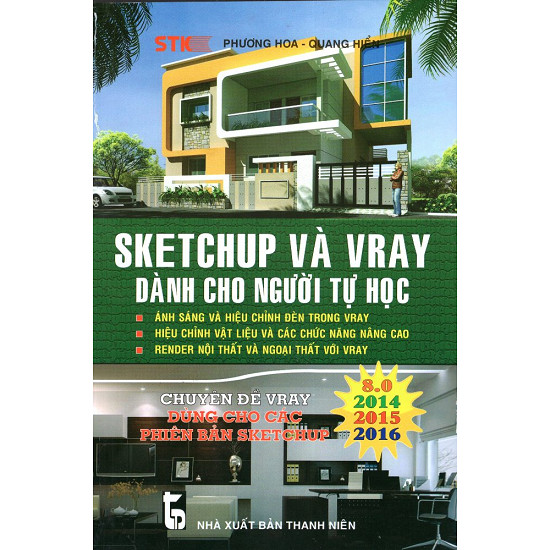 STK PHƯƠNG HOA - QUANG HIỂN
SKETCHUP VÀ VRAY
DÀNH CHO NGƯỜI TỰ HỌC
ÁNH SÁNG VÀ HIỆU CHỈNH ĐÈN TRONG VRAY
HIỆU CHỈNH VẬT LIỆU VÀ CÁC CHỨC NĂNG NÂNG CAO
RENDER NỘI THẤT VÀ NGOẠI THẤT VỚI VRAY
CHUYÊN ĐỀ VRAY
DÙNG CHO CÁC
PHIÊN BẢN SKETCHUP
8.0
2014
2015
2016
NHÀ XUẤT BẢN THANH NIÊN